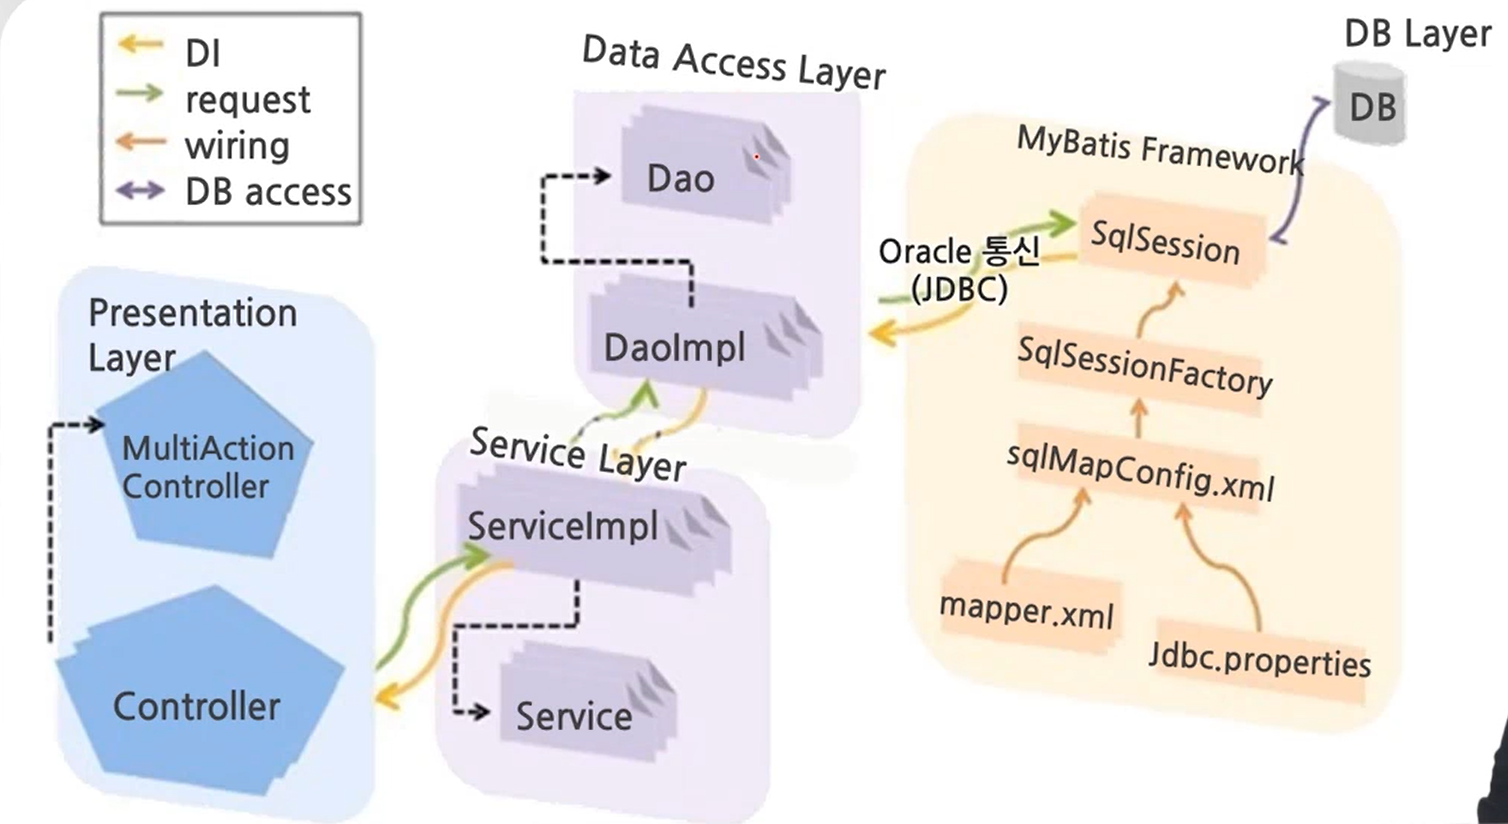 DI
request
wiring
DB access
Presentation
Layer
MultiAction
Controller
Controller
Data Access Layer
Dao
DaoImpl
Service Layer
ServiceImpl
Service
Oracle 통신
(JDBC)
MyBatis Framework
SqlSession
SqlSessionFactory
sqlMapConfig.xml
mapper.xml
Jdbc.properties
DB Layer
DB